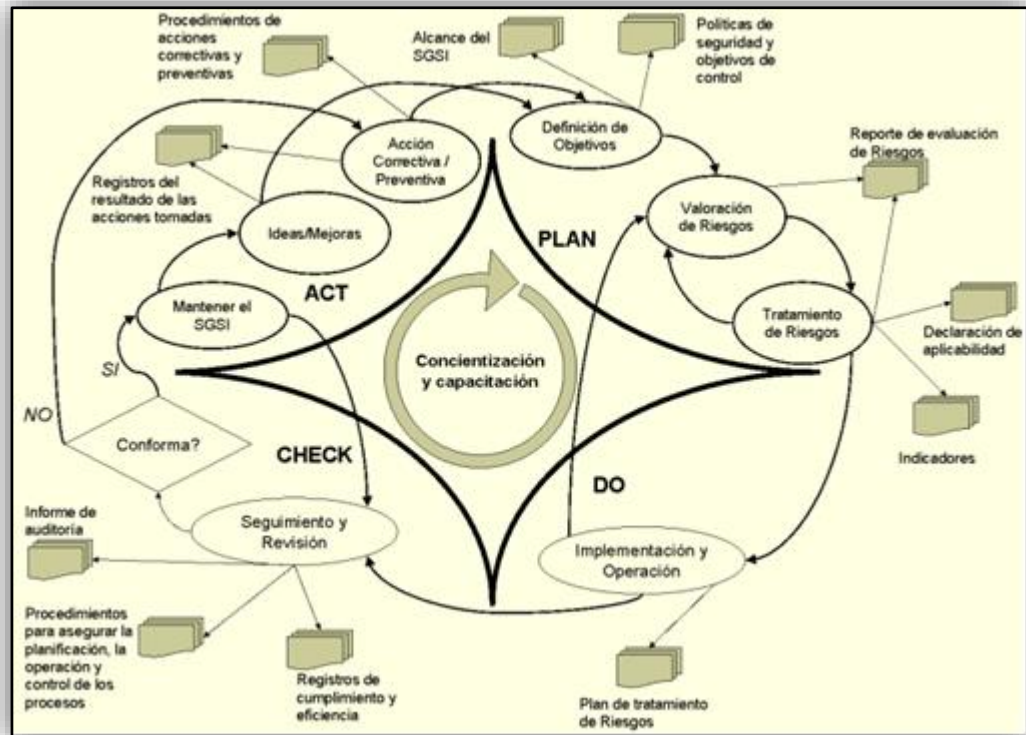 Procedimientos de
acciones
correctivas y
preventivas
Alcance del
SGSI
Políticas de
seguridad y
objetivos de
control
Acción
Correctiva /
Preventiva
Definición de
Objetivos
Reporte de evaluación
de Riesgos
Registros del
resultado de las
acciones tomadas
Ideas/Mejoras
Valoración
de Riesgos
PLAN
ACT
Mantener el
SGSI
Tratamiento
de Riesgos
Declaración de
aplicabilidad
Concientización
y capacitación
SI
NO
Conforma?
CHECK
DO
Indicadores
Informe de
auditoría
Seguimiento y
Revisión
Implementación y
Operación
Procedimientos
para asegurar la
planificación, la
operación y
control de los
procesos
Registros de
cumplimiento y
eficiencia
Plan de tratamiento
de Riesgos